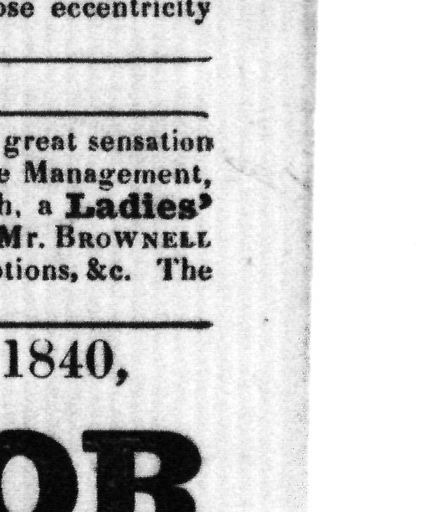 ose eccentricity
great sensation
e Management,
h, a Ladies'
Mr. BROWNELL
tions, &c. The
1840,
OR